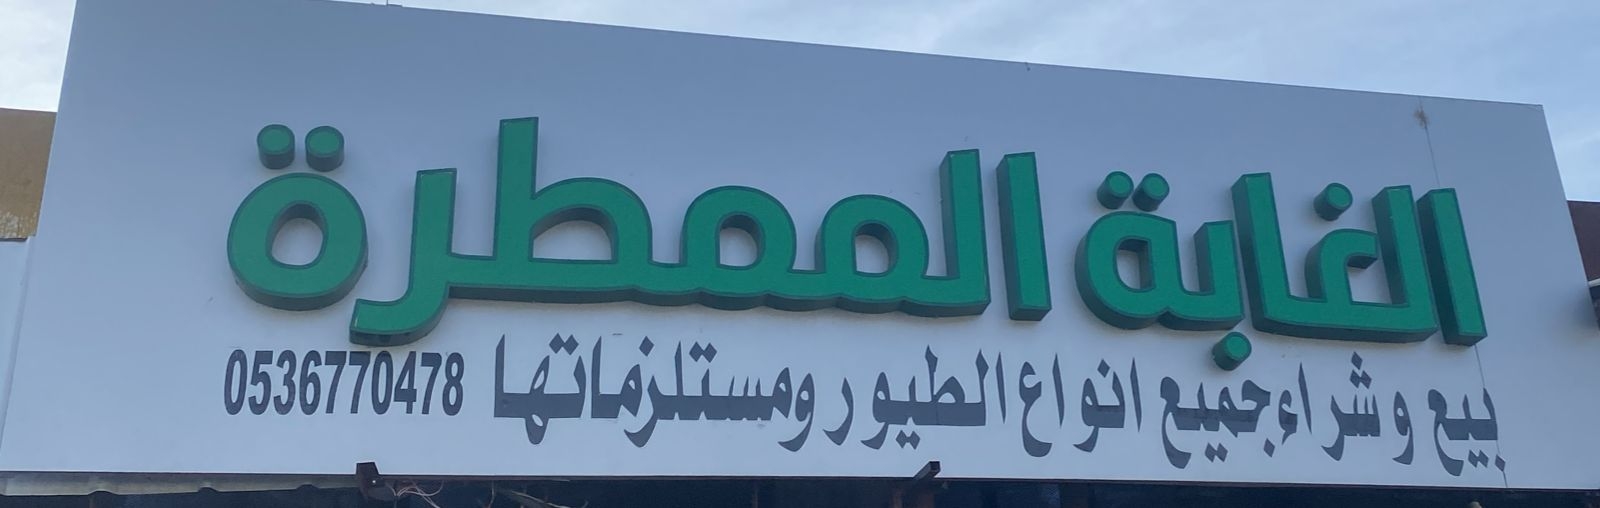 الغابة الممطرة
بيع وشراء جميع انواع الطيور ومستلزماتها 0536770478